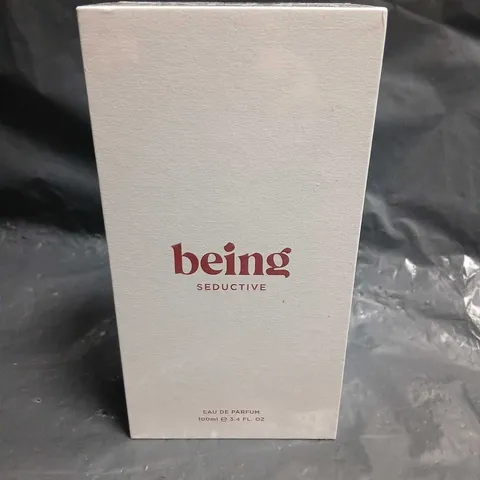 being
SEDUCTIVE
EAU DE PARFUM
100ml ℮ 3.4 FL. OZ